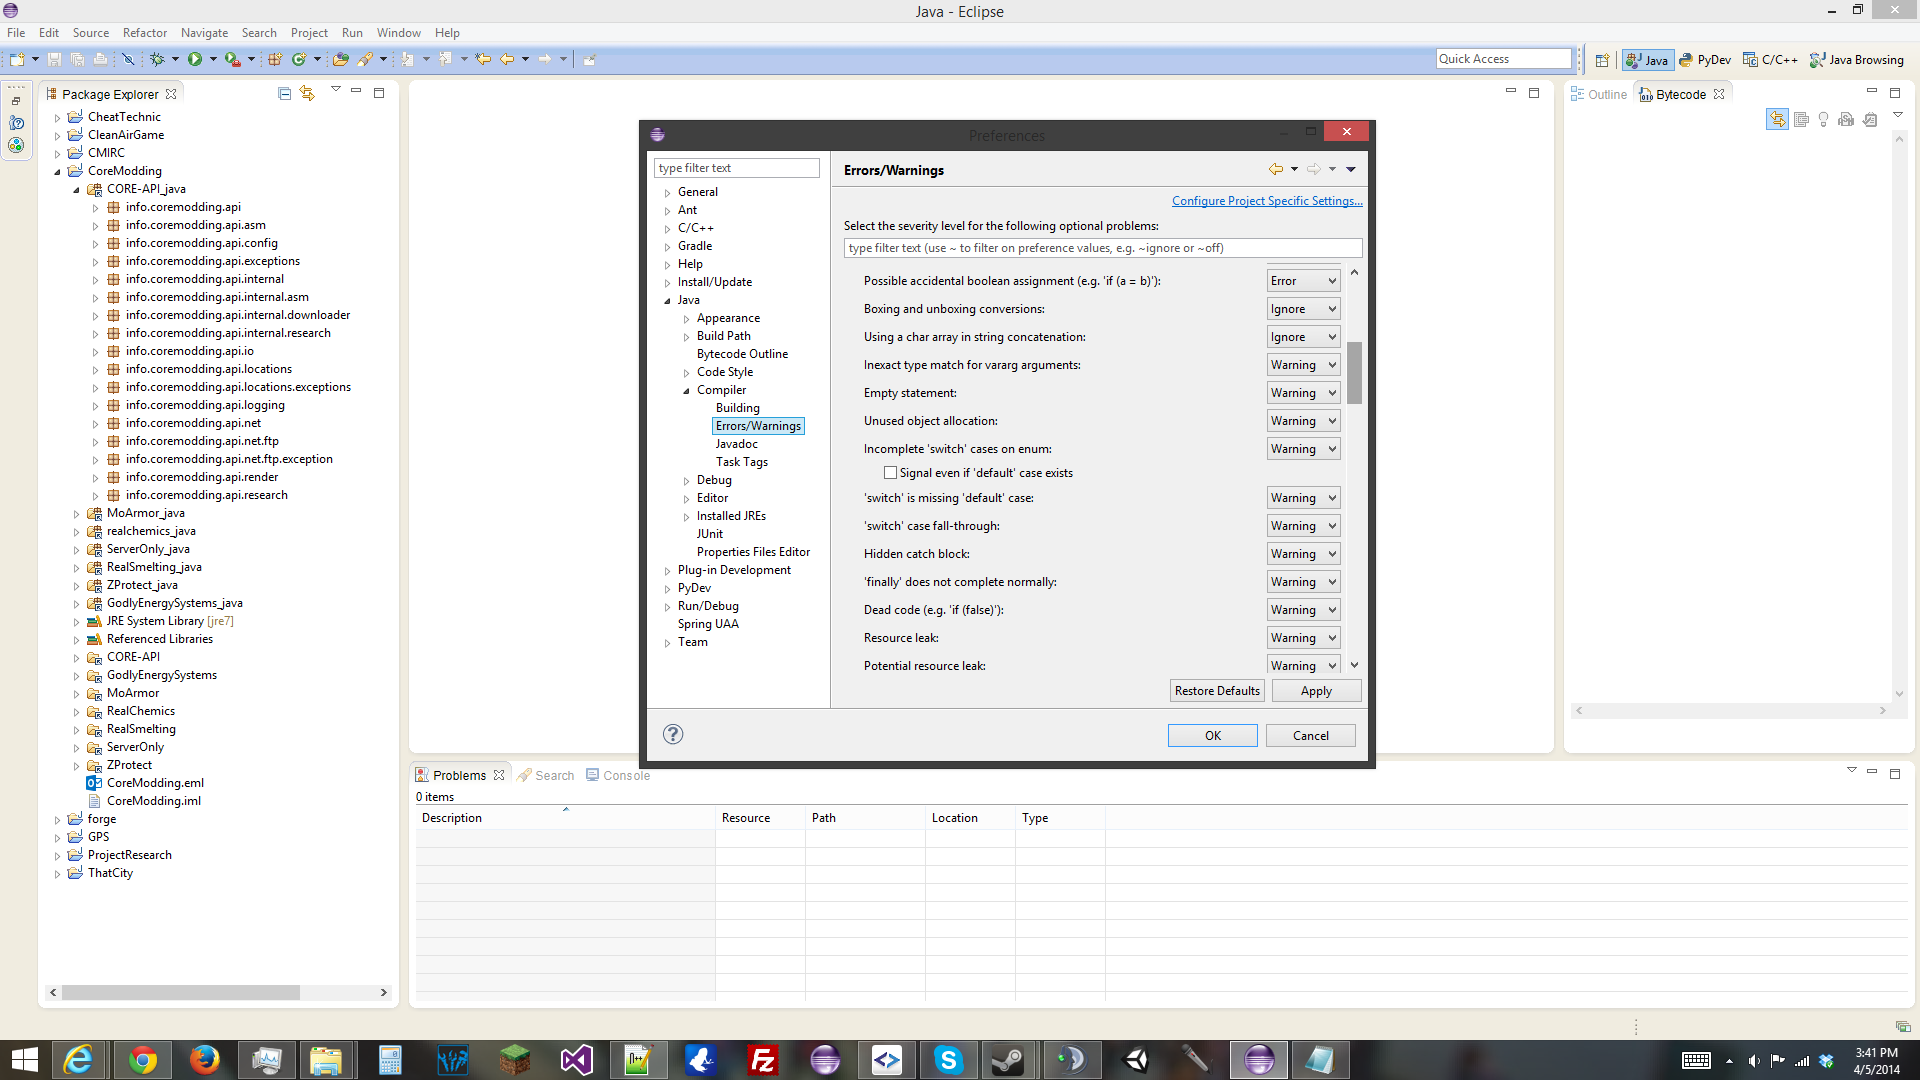 Java - Eclipse
File Edit Source Refactor Navigate Search Project Run Window Help
Quick Access
Java PyDev C/C++ Java Browsing
Package Explorer
CheatTechnic
CleanAirGame
CMIRC
CoreModding
CORE-API_java
info.coremodding.api
info.coremodding.api.asm
info.coremodding.api.config
info.coremodding.api.exceptions
info.coremodding.api.internal
info.coremodding.api.internal.asm
info.coremodding.api.internal.downloader
info.coremodding.api.internal.research
info.coremodding.api.io
info.coremodding.api.locations
info.coremodding.api.locations.exceptions
info.coremodding.api.logging
info.coremodding.api.net
info.coremodding.api.net.ftp
info.coremodding.api.net.ftp.exception
info.coremodding.api.render
info.coremodding.api.research
MoArmor_java
realchemics_java
ServerOnly_java
RealSmelting_java
ZProtect_java
GodlyEnergySystems_java
JRE System Library [jre7]
Referenced Libraries
CORE-API
GodlyEnergySystems
MoArmor
RealChemics
RealSmelting
ServerOnly
ZProtect
CoreModding.eml
CoreModding.iml
forge
GPS
ProjectResearch
ThatCity
Preferences
type filter text
General
Ant
C/C++
Gradle
Help
Install/Update
Java
Appearance
Build Path
Bytecode Outline
Code Style
Compiler
Building
Errors/Warnings
Javadoc
Task Tags
Debug
Editor
Installed JREs
JUnit
Properties Files Editor
Plug-in Development
PyDev
Run/Debug
Spring UAA
Team
Errors/Warnings
Configure Project Specific Settings...
Select the severity level for the following optional problems:
type filter text (use ~ to filter on preference values, e.g. ~ignore or ~off)
Possible accidental boolean assignment (e.g. 'if (a = b)'): Error
Boxing and unboxing conversions: Ignore
Using a char array in string concatenation: Ignore
Inexact type match for vararg arguments: Warning
Empty statement: Warning
Unused object allocation: Warning
Incomplete 'switch' cases on enum: Warning
Signal even if 'default' case exists
'switch' is missing 'default' case: Warning
'switch' case fall-through: Warning
Hidden catch block: Warning
'finally' does not complete normally: Warning
Dead code (e.g. 'if (false)'): Warning
Resource leak: Warning
Potential resource leak: Warning
Restore Defaults Apply
OK Cancel
Outline Bytecode
Problems Search Console
0 items
Description Resource Path Location Type
3:41 PM
4/5/2014